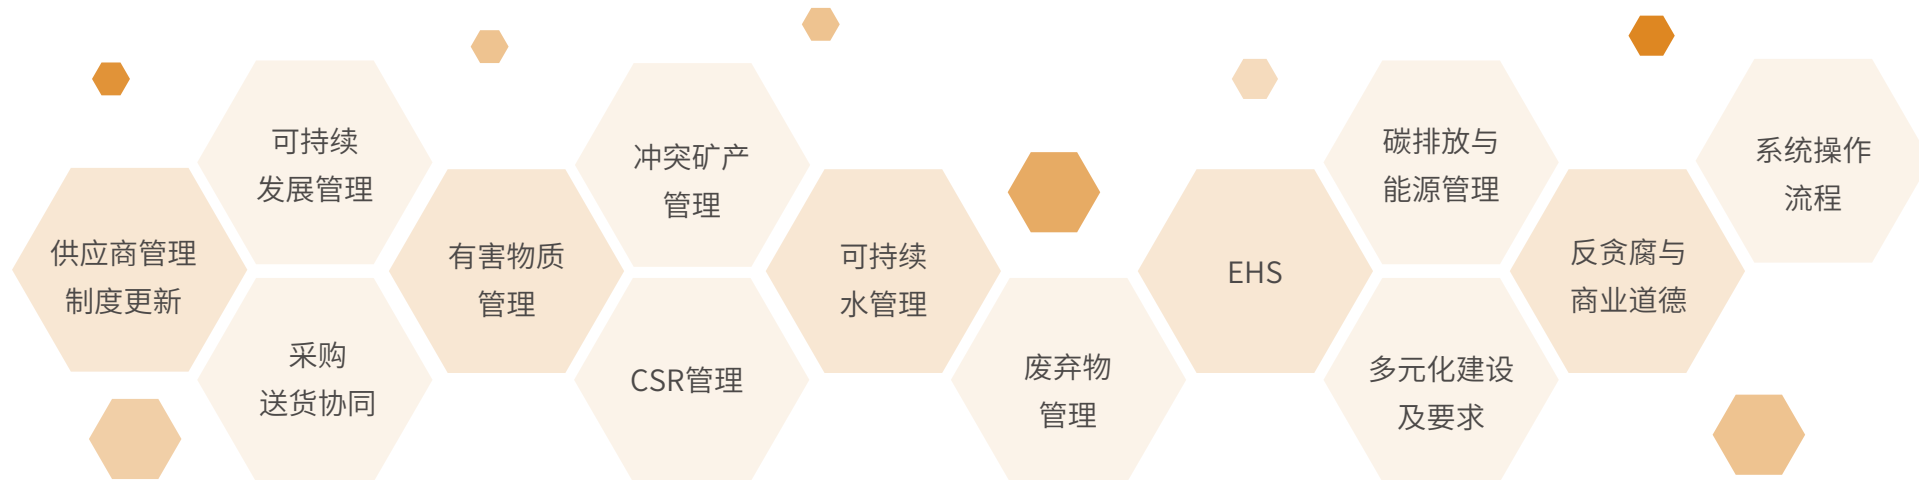 供应商管理
制度更新
可持续
发展管理
采购
送货协同
有害物质
管理
冲突矿产
管理
CSR管理
可持续
水管理
废弃物
管理
EHS
碳排放与
能源管理
多元化建设
及要求
反贪腐与
商业道德
系统操作
流程